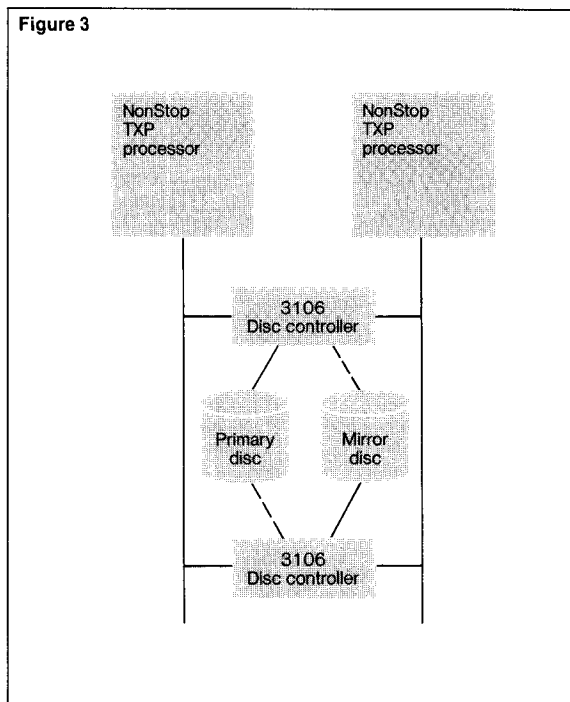 Figure 3
NonStop
TXP
processor
NonStop
TXP
processor
3106
Disc controller
Primary
disc
Mirror
disc
3106
Disc controller